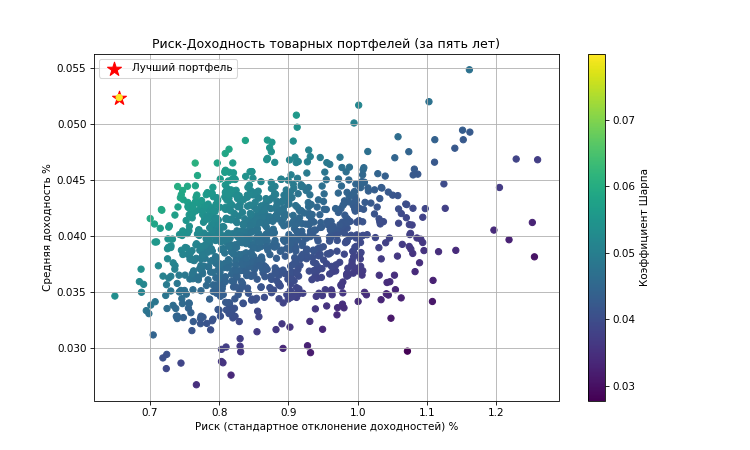 Риск-Доходность товарных портфелей (за пять лет)
Лучший портфель
Средняя доходность %
0.055
0.050
0.045
0.040
0.035
0.030
0.7 0.8 0.9 1.0 1.1 1.2
Риск (стандартное отклонение доходностей) %
0.07
0.06
0.05
0.04
0.03
Коэффициент Шарпа